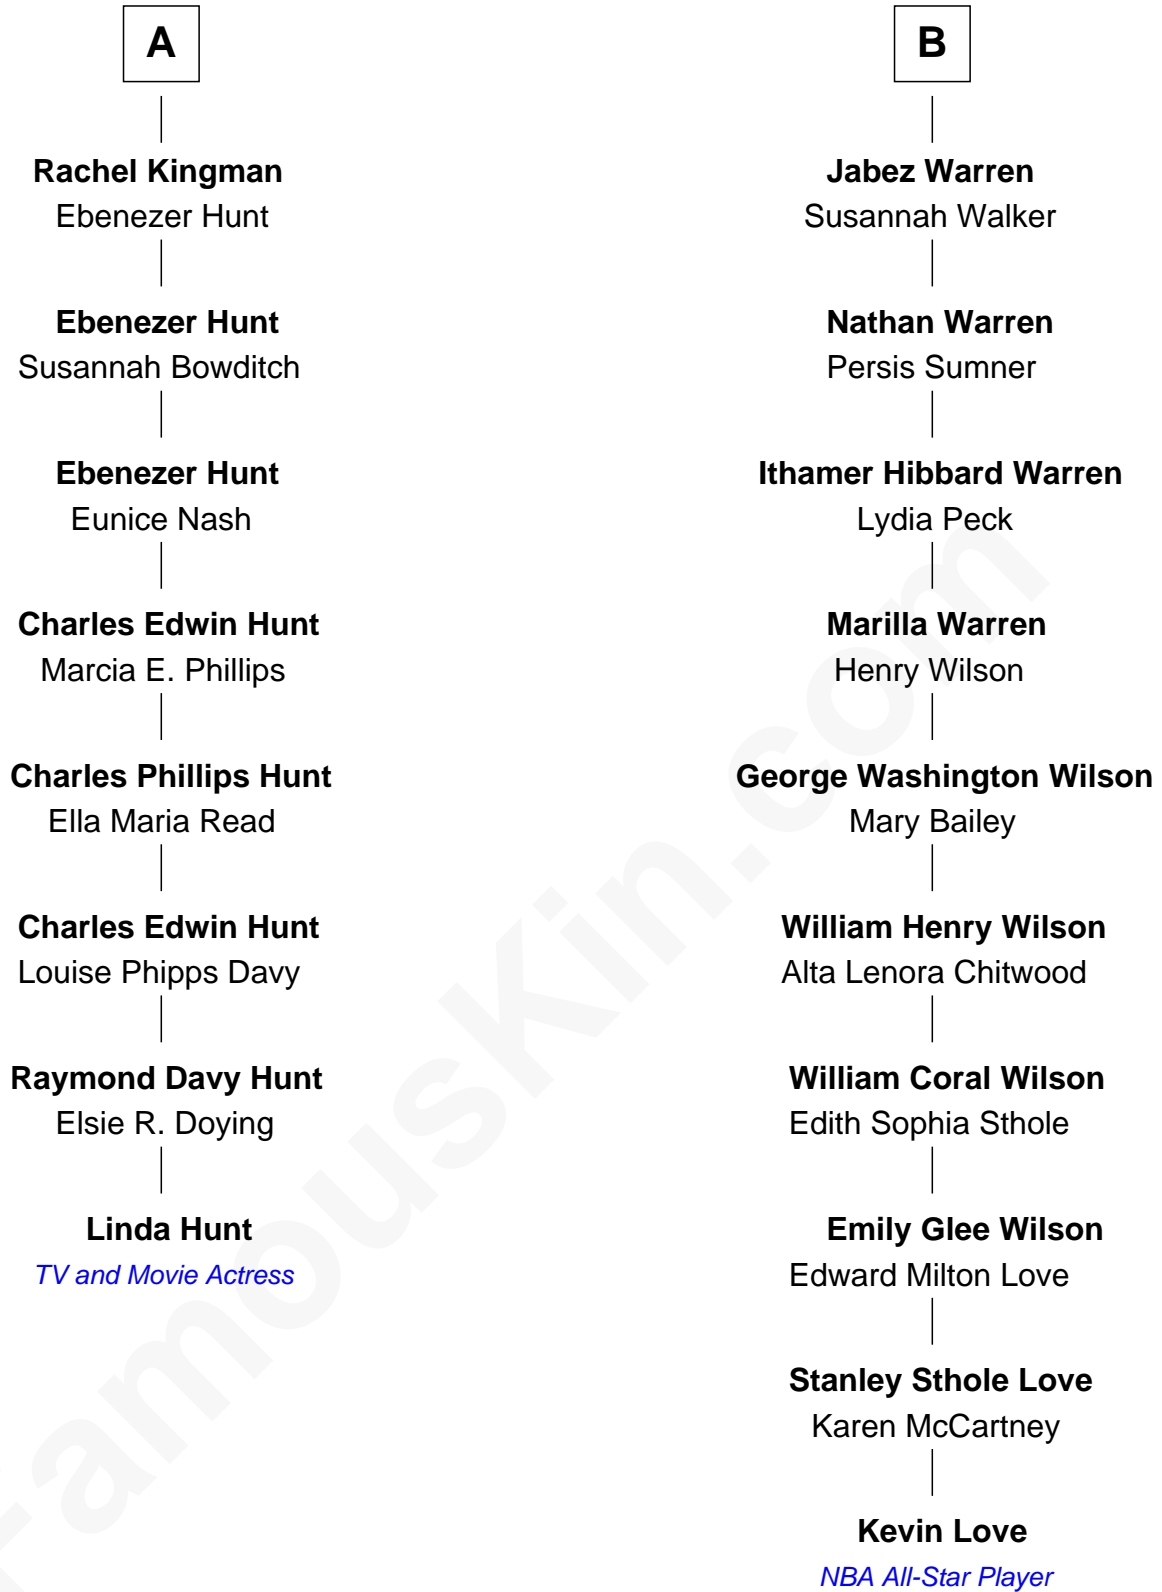 A
Rachel Kingman
Ebenezer Hunt
Ebenezer Hunt
Susannah Bowditch
Ebenezer Hunt
Eunice Nash
Charles Edwin Hunt
Marcia E. Phillips
Charles Phillips Hunt
Ella Maria Read
Charles Edwin Hunt
Louise Phipps Davy
Raymond Davy Hunt
Elsie R. Doying
Linda Hunt
TV and Movie Actress
B
Jabez Warren
Susannah Walker
Nathan Warren
Persis Sumner
Ithamer Hibbard Warren
Lydia Peck
Marilla Warren
Henry Wilson
George Washington Wilson
Mary Bailey
William Henry Wilson
Alta Lenora Chitwood
William Coral Wilson
Edith Sophia Sthole
Emily Glee Wilson
Edward Milton Love
Stanley Sthole Love
Karen McCartney
Kevin Love
NBA All-Star Player
FamousKin.com